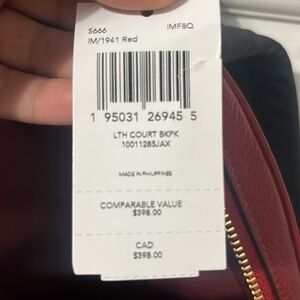 5666 IMF8Q
IM/1941 Red
1 95031 26945 5
LTH COURT BKPK
10011285JAX
MADE IN PHILIPPINES
COMPARABLE VALUE
$398.00
CAD
$398.00